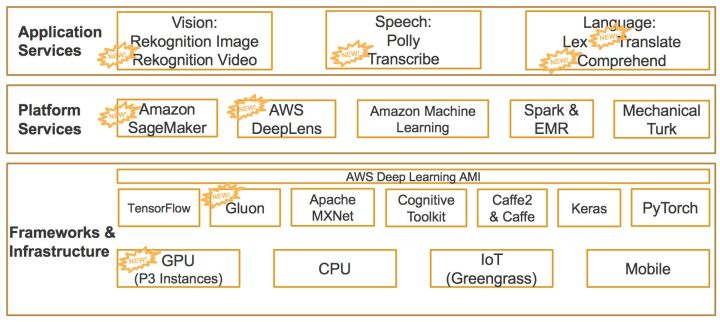 Application
Services
Vision:
Rekognition Image
NEW!
Rekognition Video
Speech:
Polly
NEW!
Transcribe
Language:
Lex NEW! Translate
NEW!
Comprehend
Platform
Services
NEW!
Amazon
SageMaker
NEW!
AWS
DeepLens
Amazon Machine
Learning
Spark &
EMR
Mechanical
Turk
Frameworks &
Infrastructure
AWS Deep Learning AMI
TensorFlow
NEW!
Gluon
Apache
MXNet
Cognitive
Toolkit
Caffe2
& Caffe
Keras
PyTorch
NEW!
GPU
(P3 Instances)
CPU
IoT
(Greengrass)
Mobile